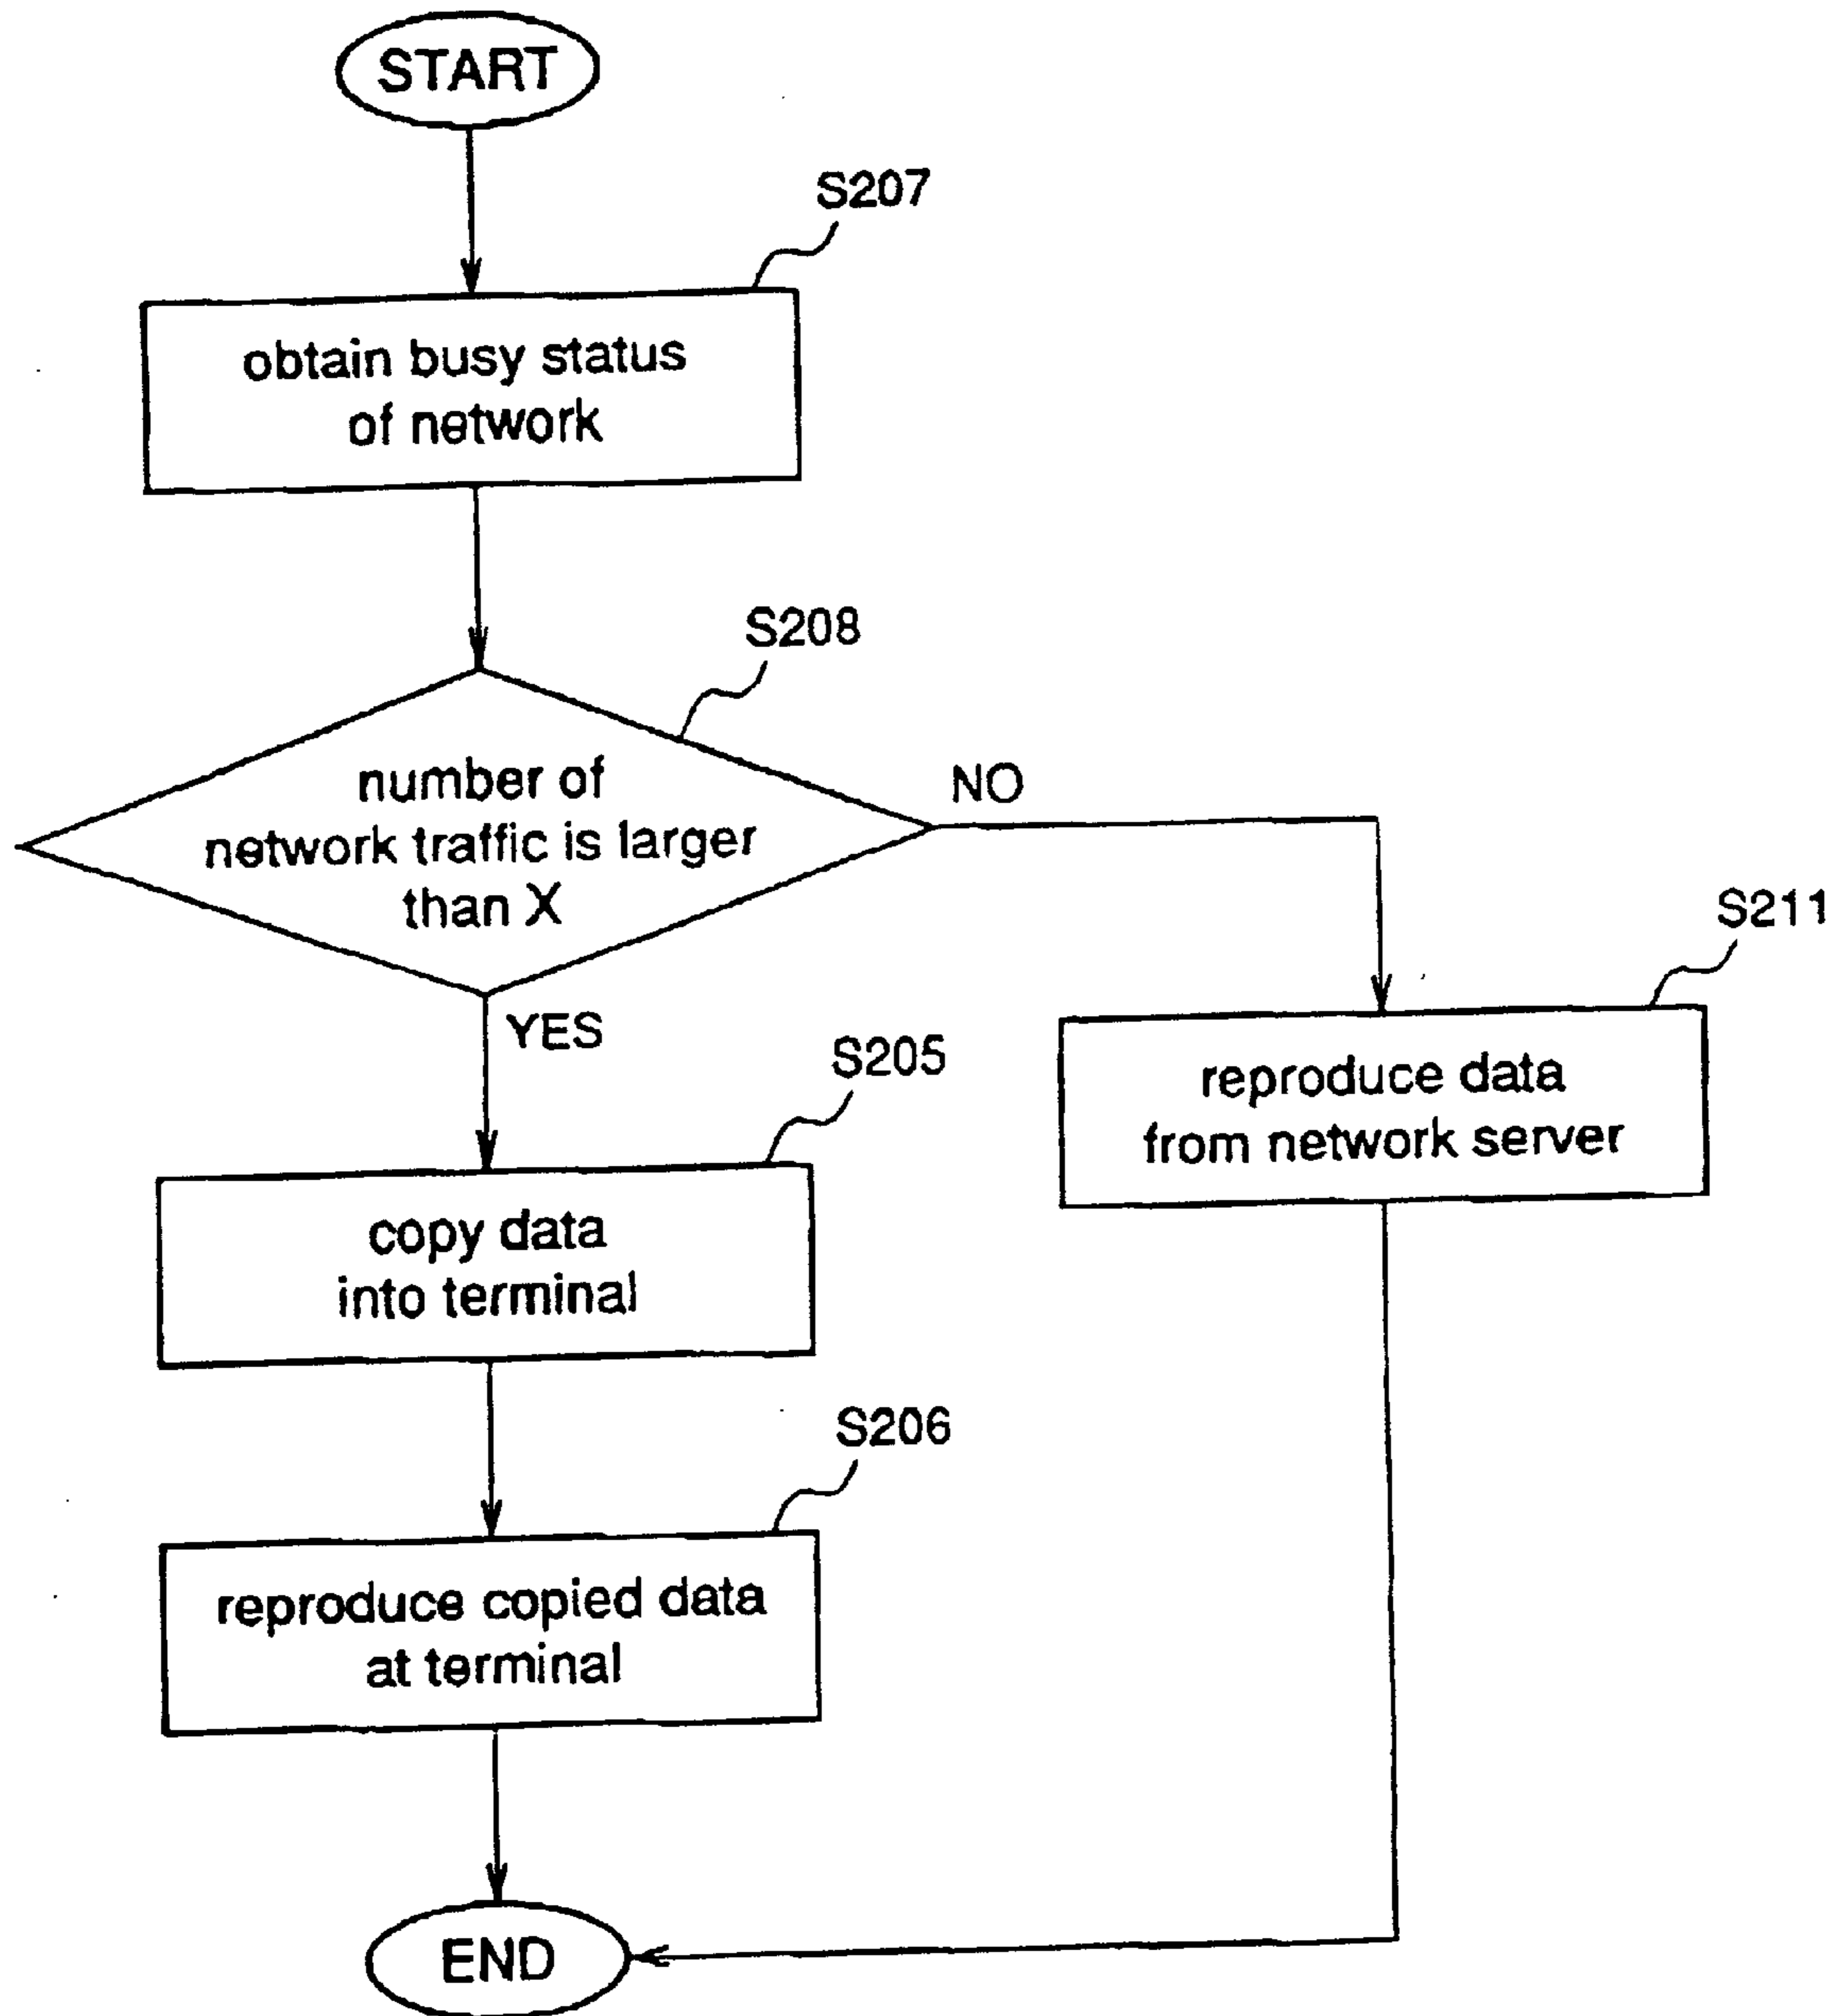 START
S207
obtain busy status
of network
S208
number of
network traffic is larger
than X
NO
YES
S211
reproduce data
from network server
S205
copy data
into terminal
S206
reproduce copied data
at terminal
END